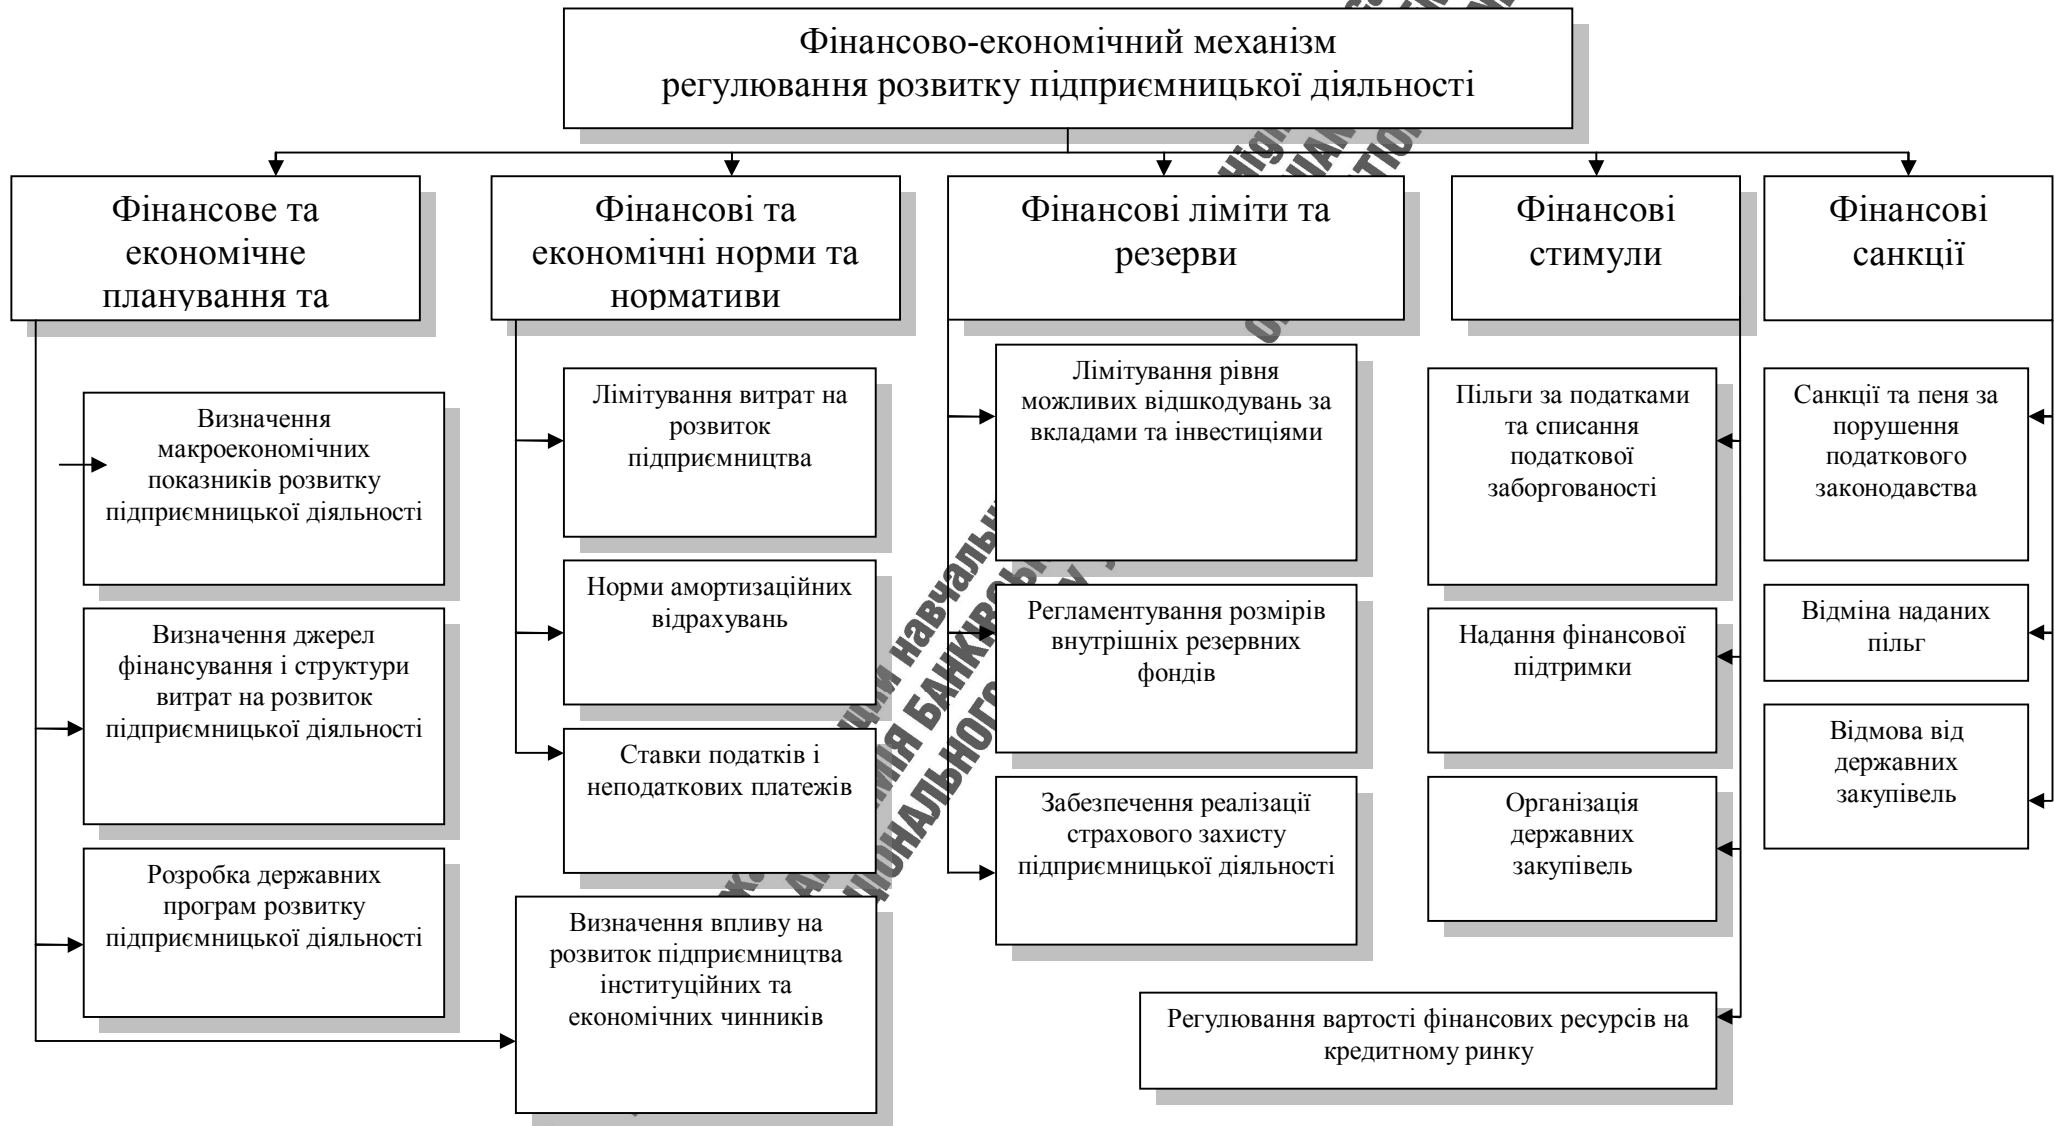 Фінансово-економічний механізм
регулювання розвитку підприємницької діяльності
Фінансове та
економічне
планування та
Фінансові та
економічні норми та
нормативи
Фінансові ліміти та
резерви
Фінансові
стимули
Фінансові
санкції
Визначення
макроекономічних
показників розвитку
підприємницької діяльності
Визначення джерел
фінансування і структури
витрат на розвиток
підприємницької діяльності
Розробка державних
програм розвитку
підприємницької діяльності
Лімітування витрат на
розвиток
підприємництва
Норми амортизаційних
відрахувань
Ставки податків і
неподаткових платежів
Визначення впливу на
розвиток підприємництва
інституційних та
економічних чинників
Лімітування рівня
можливих відшкодувань за
вкладами та інвестиціями
Регламентування розмірів
внутрішніх резервних
фондів
Забезпечення реалізації
страхового захисту
підприємницької діяльності
Пільги за податками
та списання
податкової
заборгованості
Надання фінансової
підтримки
Організація
державних
закупівель
Регулювання вартості фінансових ресурсів на
кредитному ринку
Санкції та пеня за
порушення
податкового
законодавства
Відміна наданих
пільг
Відмова від
державних
закупівель